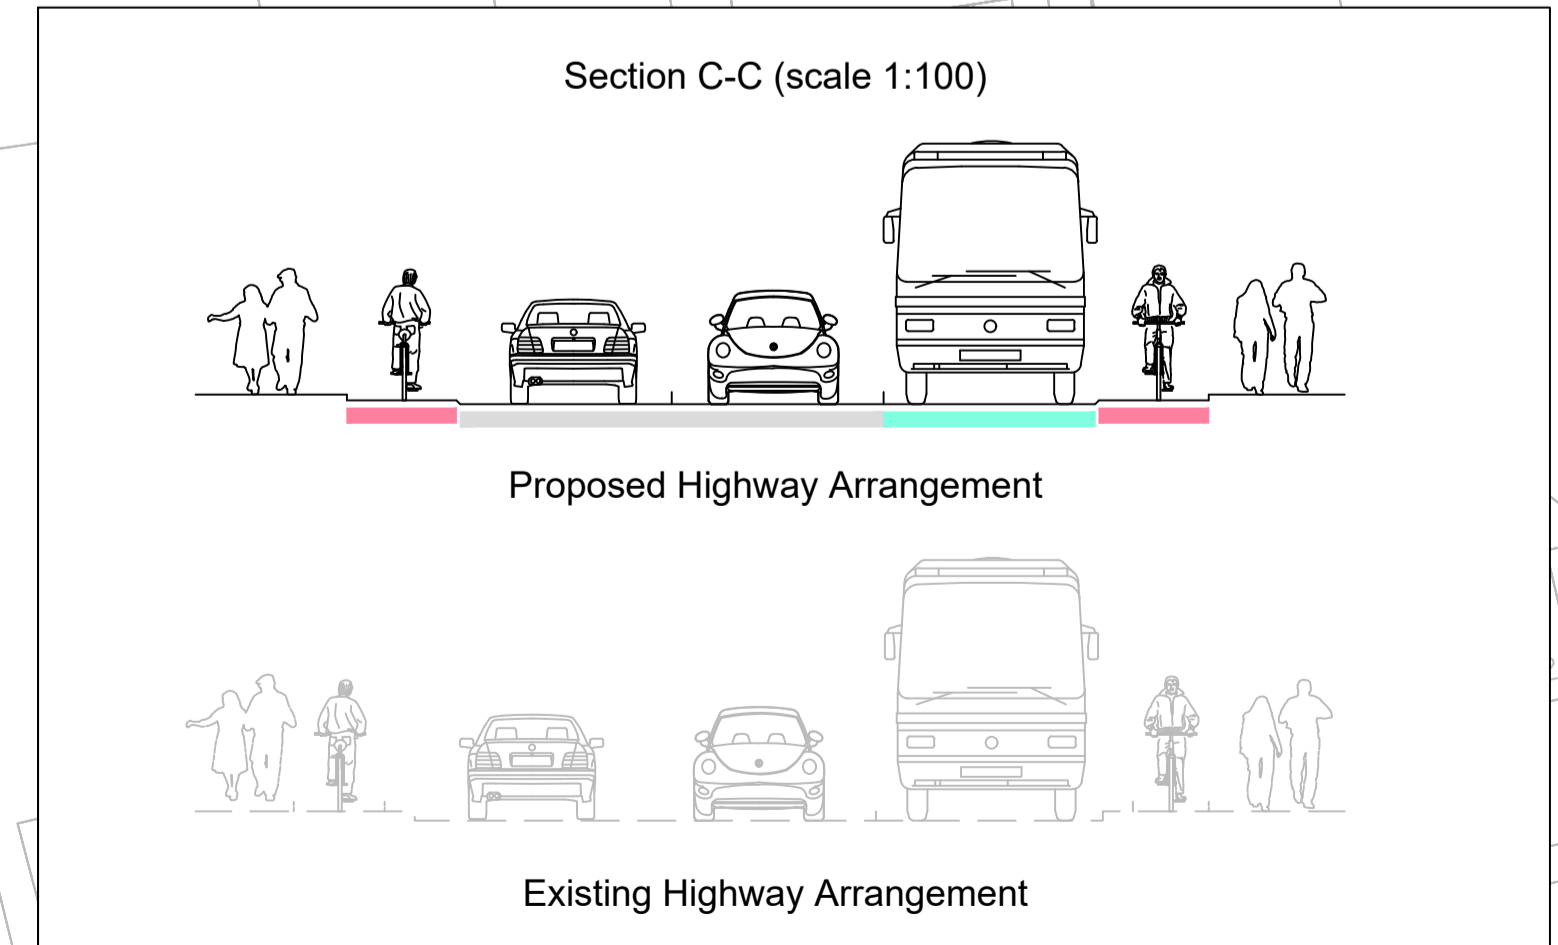 Section C-C (scale 1:100)
Proposed Highway Arrangement
Existing Highway Arrangement